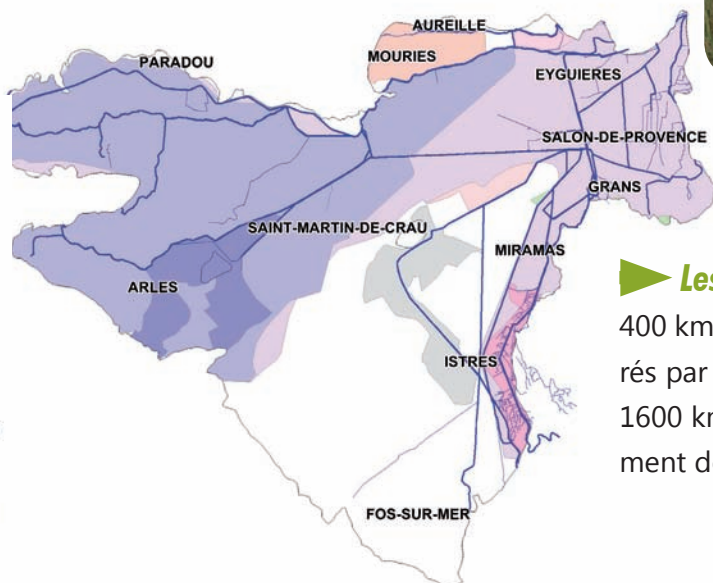 AUREILLE
MOURIES
PARADOU
EYGUIERES
SALON-DE-PROVENCE
GRANS
SAINT-MARTIN-DE-CRAU
MIRAMAS
ARLES
ISTRES
FOS-SUR-MER
Les
400 km
rés par
1600 km
ment d